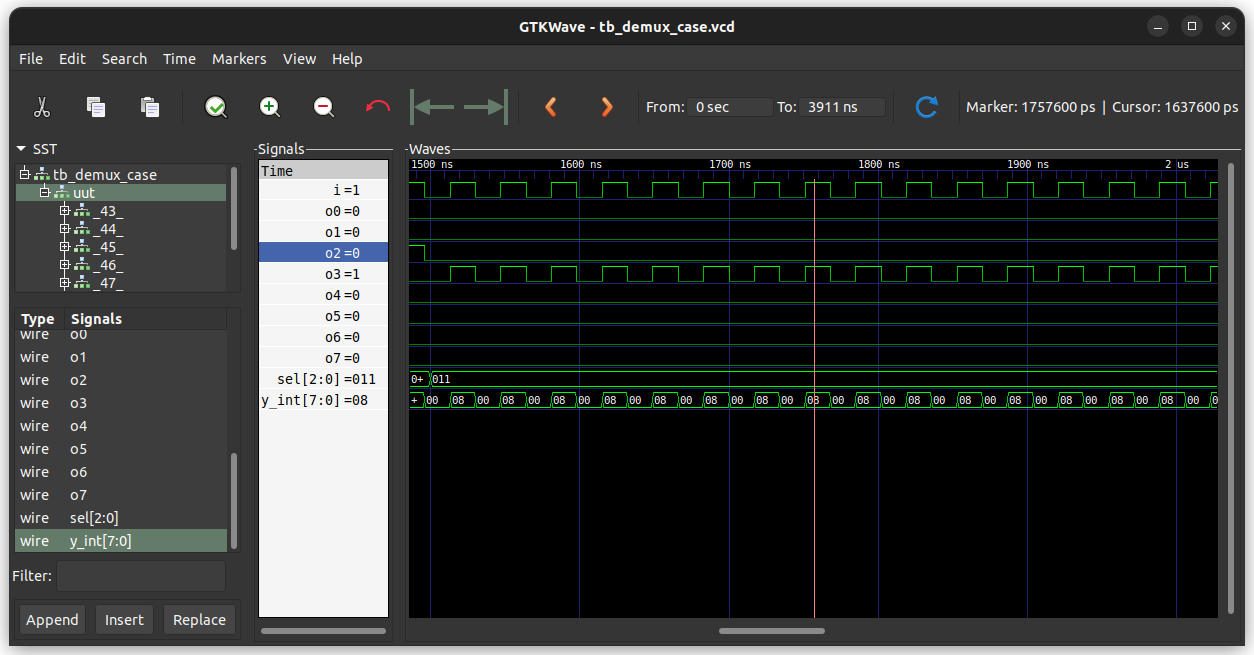 GTKWave - tb_demux_case.vcd
File Edit Search Time Markers View Help
From: 0 sec To: 3911 ns Marker: 1757600 ps | Cursor: 1637600 ps
SST
tb_demux_case
uut
_43_
_44_
_45_
_46_
_47_
Type Signals
wire o0
wire o1
wire o2
wire o3
wire o4
wire o5
wire o6
wire o7
wire sel[2:0]
wire y_int[7:0]
Filter:
Append Insert Replace
Signals
Time
i=1
o0=0
o1=0
o2=0
o3=1
o4=0
o5=0
o6=0
o7=0
sel[2:0]=011
y_int[7:0]=08
Waves
1500 ns 1600 ns 1700 ns 1800 ns 1900 ns 2 us
0+ 011
+ 00 08 00 08 00 08 00 08 00 08 00 08 00 08 00 08 00 08 00 08 00 08 00 08 00 08 00 08 00 08 00 0